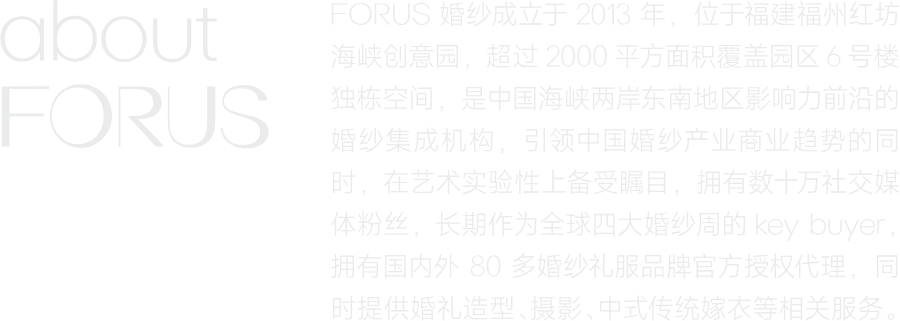 about
FORUS
FORUS 婚纱成立于 2013 年，位于福建福州红坊
海峡创意园，超过 2000 平方面积覆盖园区 6 号楼
独栋空间，是中国海峡两岸东南地区影响力前沿的
婚纱集成机构，引领中国婚纱产业商业趋势的同
时，在艺术实验性上备受瞩目，拥有数十万社交媒
体粉丝，长期作为全球四大婚纱周的 key buyer，
拥有国内外 80 多婚纱礼服品牌官方授权代理，同
时提供婚礼造型、摄影、中式传统嫁衣等相关服务。